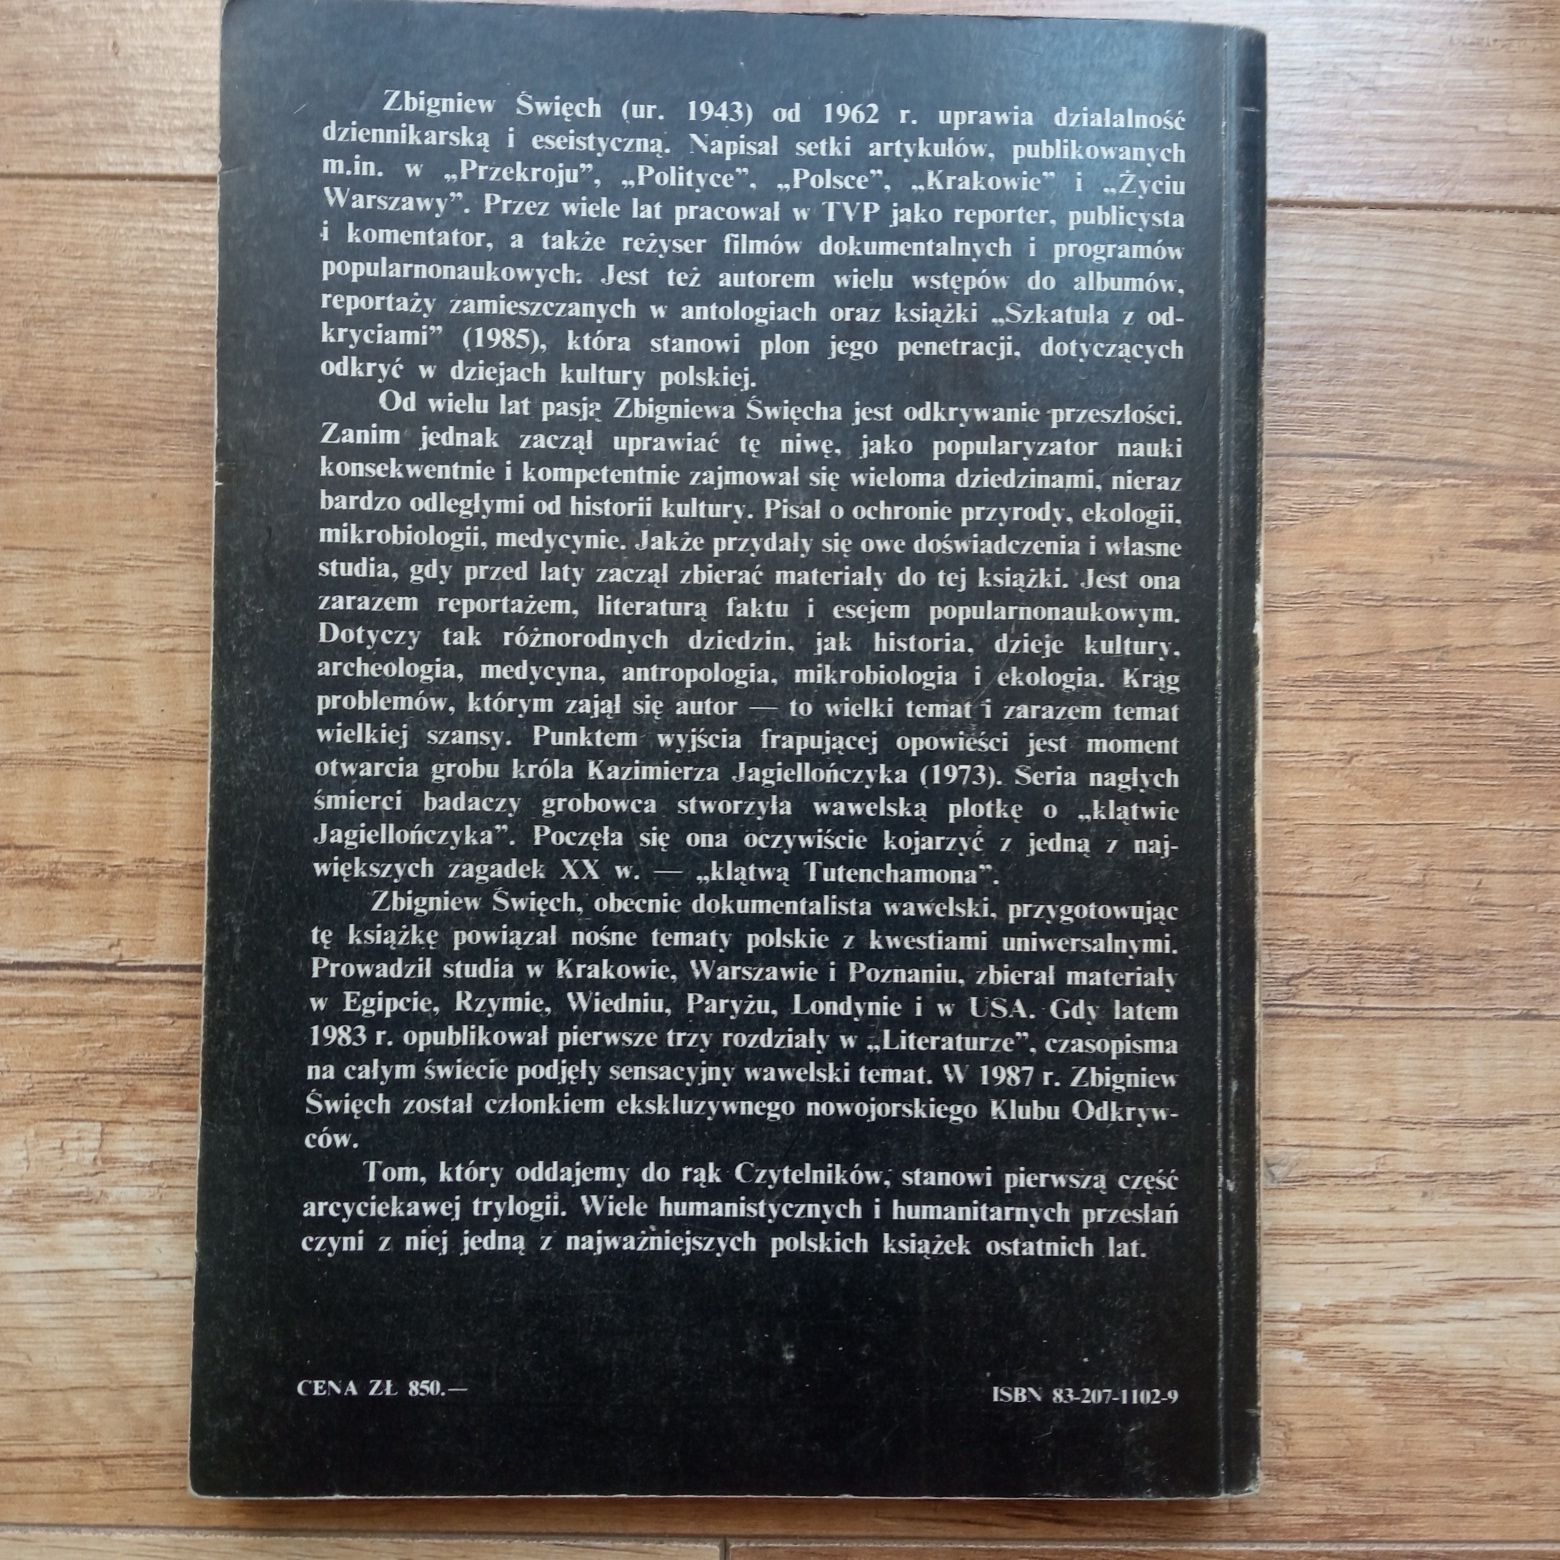 Zbigniew Święch (ur. 1943) od 1962 r. uprawia działalność
dziennikarską i eseistyczną. Napisał setki artykułów, publikowanych
m.in. w „Przekroju”, „Polityce”, „Polsce”, „Krakowie” i „Życiu
Warszawy”. Przez wiele lat pracował w TVP jako reporter, publicysta
i komentator, a także reżyser filmów dokumentalnych i programów
popularnonaukowych. Jest też autorem wielu wstępów do albumów,
reportaży zamieszczanych w antologiach oraz książki „Szkatuła z od-
kryciami” (1985), która stanowi plon jego penetracji, dotyczących
odkryć w dziejach kultury polskiej.
Od wielu lat pasją Zbigniewa Święcha jest odkrywanie przeszłości.
Zanim jednak zaczął uprawiać tę niwę, jako popularyzator nauki
konsekwentnie i kompetentnie zajmował się wieloma dziedzinami, nieraz
bardzo odległymi od historii kultury. Pisał o ochronie przyrody, ekologii,
mikrobiologii, medycynie. Jakże przydały się owe doświadczenia i własne
studia, gdy przed laty zaczął zbierać materiały do tej książki. Jest ona
zarazem reportażem, literaturą faktu i esejem popularnonaukowym.
Dotyczy tak różnorodnych dziedzin, jak historia, dzieje kultury,
archeologia, medycyna, antropologia, mikrobiologia i ekologia. Krąg
problemów, którym zajął się autor — to wielki temat i zarazem temat
wielkiej szansy. Punktem wyjścia frapującej opowieści jest moment
otwarcia grobu króla Kazimierza Jagiellończyka (1973). Seria nagłych
śmierci badaczy grobowca stworzyła wawelską plotkę o „klątwie
Jagiellończyka”. Poczęła się ona oczywiście kojarzyć z jedną z naj-
większych zagadek XX w. — „klątwą Tutenchamona”.
Zbigniew Święch, obecnie dokumentalista wawelski, przygotowując
tę książkę powiązał nośne tematy polskie z kwestiami uniwersalnymi.
Prowadził studia w Krakowie, Warszawie i Poznaniu, zbierał materiały
w Egipcie, Rzymie, Wiedniu, Paryżu, Londynie i w USA. Gdy latem
1983 r. opublikował pierwsze trzy rozdziały w „Literaturze”, czasopisma
na całym świecie podjęły sensacyjny wawelski temat. W 1987 r. Zbigniew
Święch został członkiem ekskluzywnego nowojorskiego Klubu Odkryw-
ców.
Tom, który oddajemy do rąk Czytelników, stanowi pierwszą część
arcyciekawej trylogii. Wiele humanistycznych i humanitarnych przesłań
czyni z niej jedną z najważniejszych polskich książek ostatnich lat.
CENA ZŁ 850.—
ISBN 83-207-1102-9